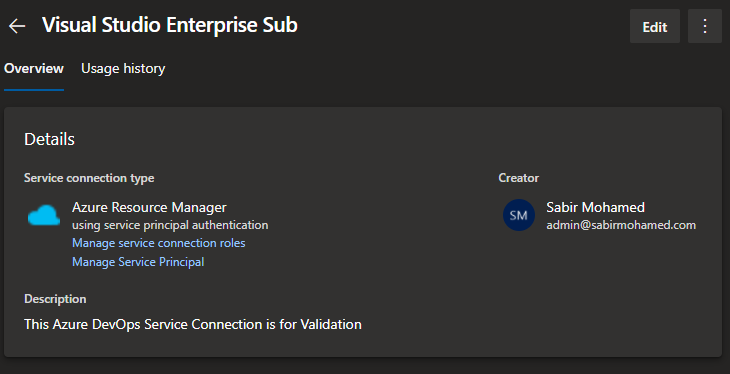 Visual Studio Enterprise Sub
Edit
Overview
Usage history
Details
Service connection type
Azure Resource Manager
using service principal authentication
Manage service connection roles
Manage Service Principal
Creator
SM
Sabir Mohamed
admin@sabirmohamed.com
Description
This Azure DevOps Service Connection is for Validation